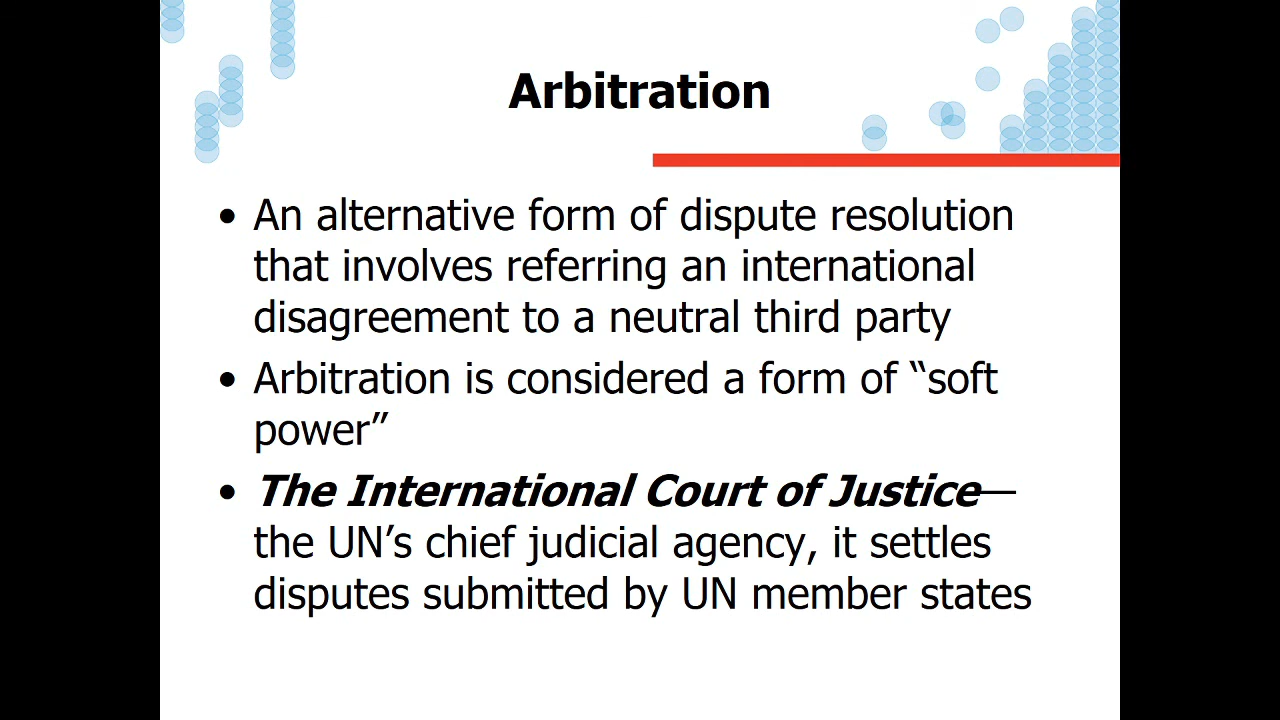 Arbitration
• An alternative form of dispute resolution
that involves referring an international
disagreement to a neutral third party
• Arbitration is considered a form of “soft
power”
• The International Court of Justice—
the UN’s chief judicial agency, it settles
disputes submitted by UN member states